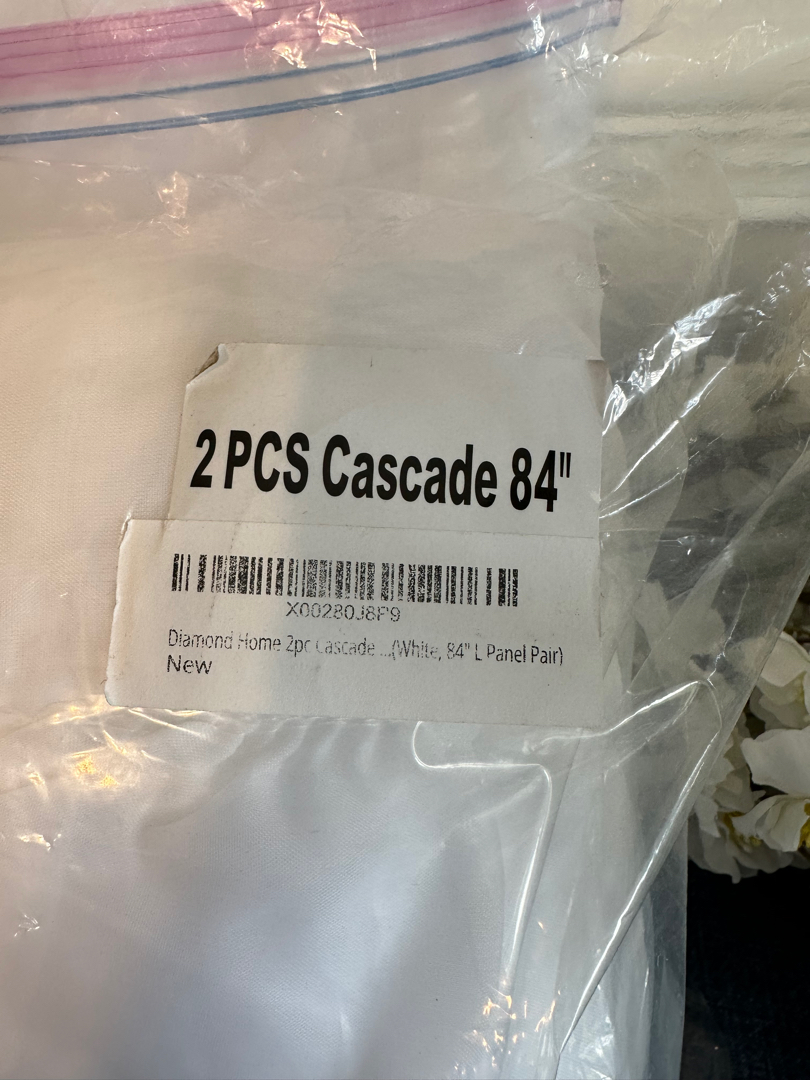 2 PCS Cascade 84"
X00280J8F9
Diamond Home 2pc Cascade ...(White, 84" L Panel Pair)
New